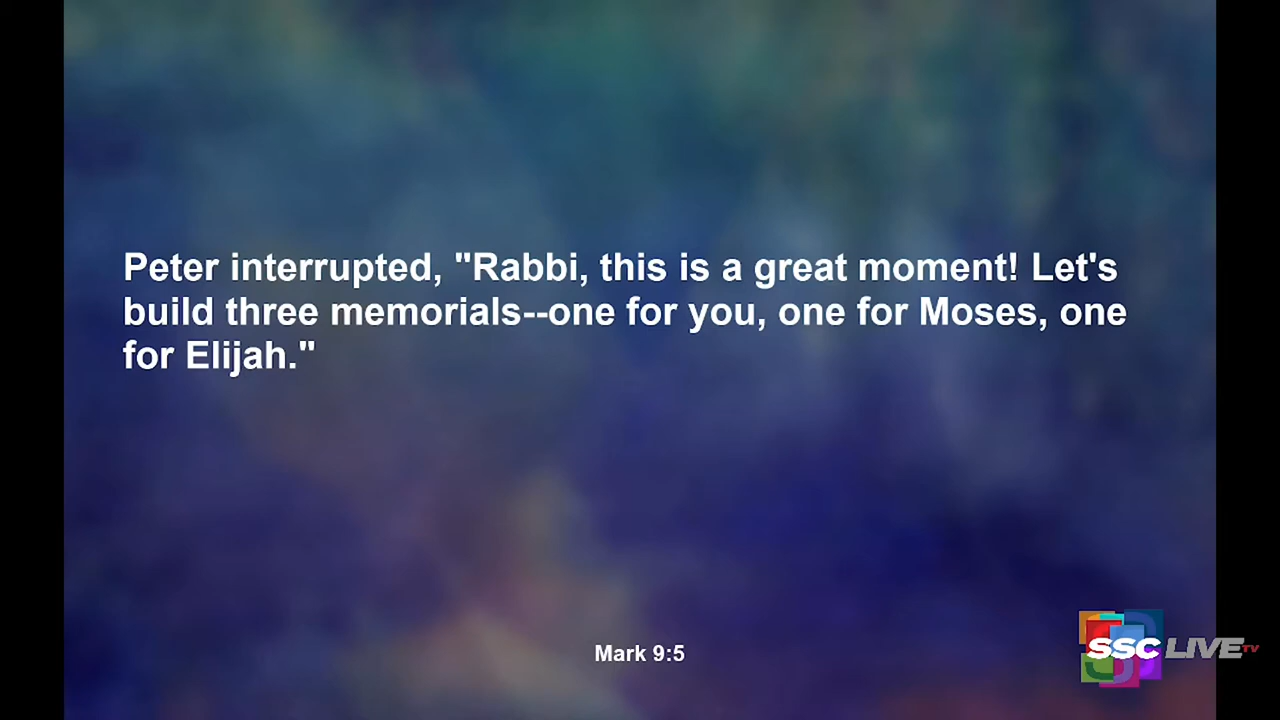 Peter interrupted, "Rabbi, this is a great moment! Let's
build three memorials--one for you, one for Moses, one
for Elijah."
Mark 9:5
SSC LIVE TV